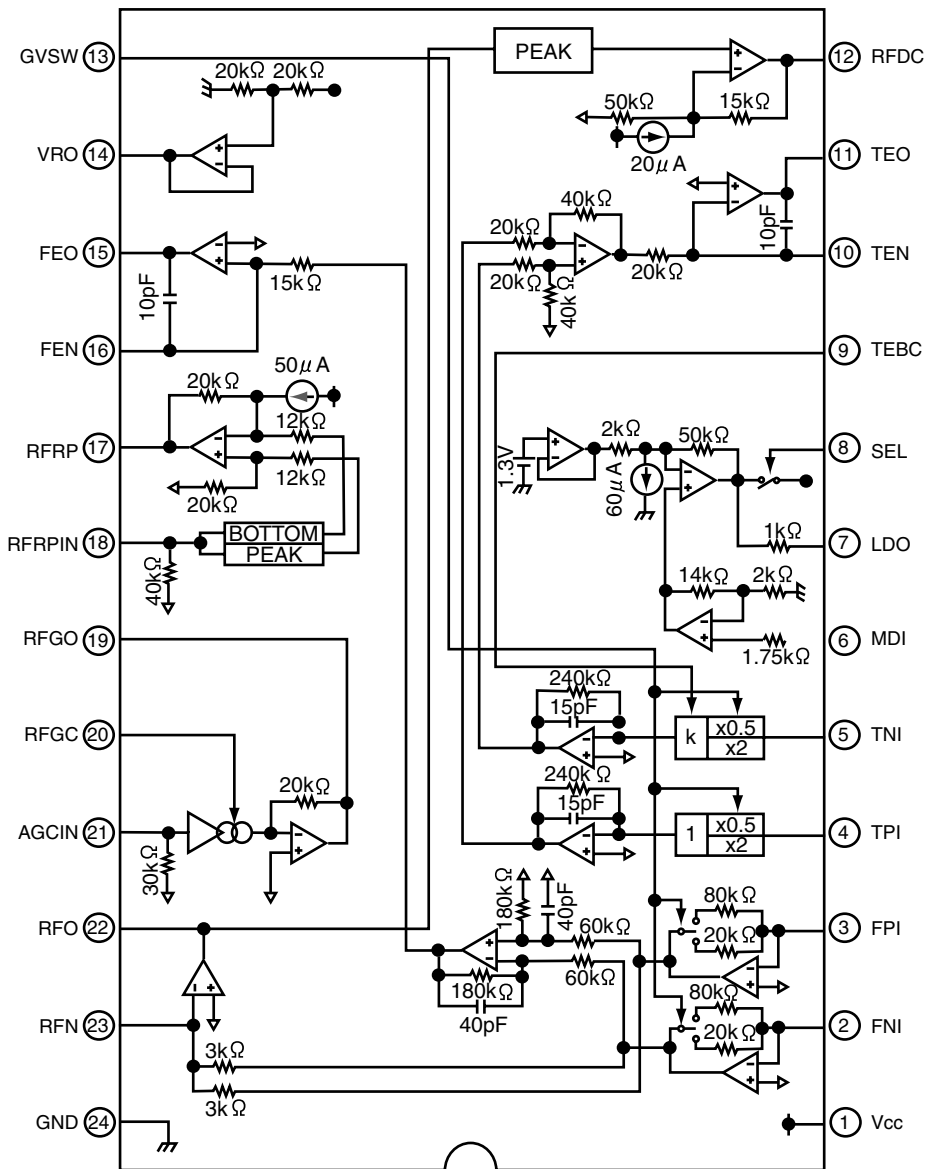 GVSW 13
PEAK
12 RFDC
20kΩ 20kΩ
50kΩ
15kΩ
20μA
VRO 14
11 TEO
40kΩ
20kΩ
10pF
FEO 15
10 TEN
15kΩ
20kΩ
20kΩ
40kΩ
10pF
FEN 16
9 TEBC
50μA
20kΩ
12kΩ
RFRP 17
12kΩ
20kΩ
2kΩ
50kΩ
8 SEL
1.3V
60μA
RFRPIN 18
BOTTOM
PEAK
1kΩ
7 LDO
40kΩ
14kΩ
2kΩ
RFGO 19
6 MDI
1.75kΩ
240kΩ
15pF
RFGC 20
k
x0.5
x2
5 TNI
20kΩ
240kΩ
15pF
AGCIN 21
1
x0.5
x2
4 TPI
30kΩ
180kΩ
40pF
80kΩ
RFO 22
60kΩ
20kΩ
3 FPI
60kΩ
180kΩ
40pF
80kΩ
RFN 23
20kΩ
2 FNI
3kΩ
3kΩ
GND 24
1 Vcc